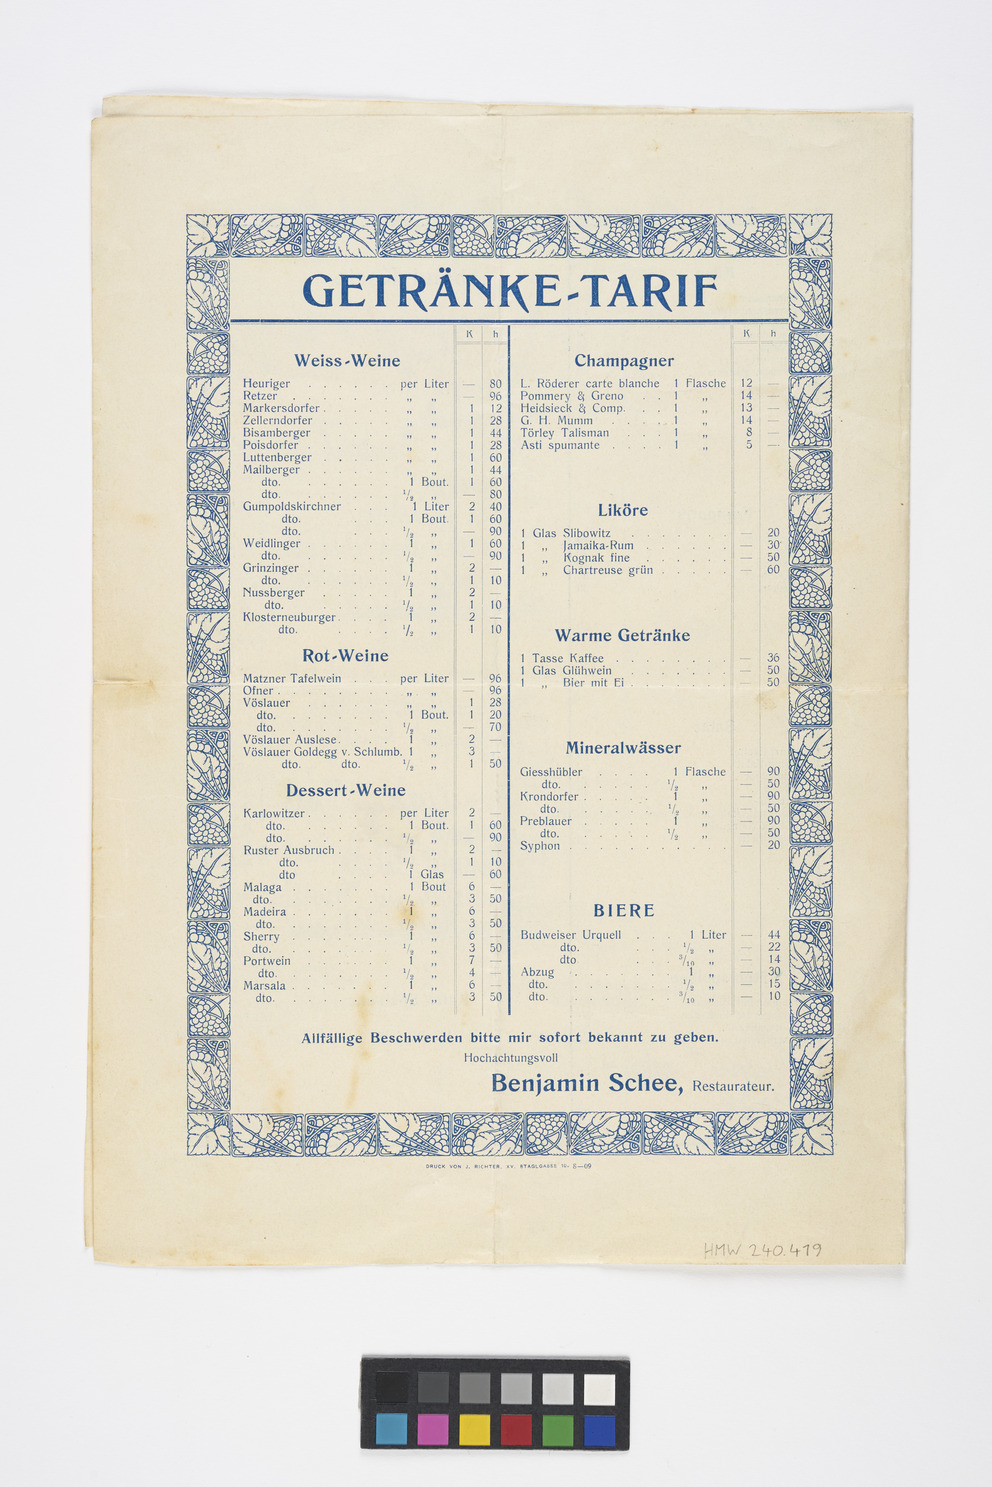 GETRÄNKE-TARIF
K h
Weiss-Weine
Heuriger . . . . . . per Liter — 80
Retzer . . . . . . „ „ — 96
Markersdorfer . . . . . „ „ 1 12
Zellerndorfer . . . . . „ „ 1 28
Bisamberger . . . . . „ „ 1 44
Poisdorfer . . . . . „ „ 1 28
Luttenberger . . . . . „ „ 1 60
Mailberger . . . . . . „ „ 1 44
dto. . . . . . . 1 Bout. 1 60
dto. . . . . . . 1/2 „ — 80
Gumpoldskirchner . . . 1 Liter 2 40
dto. . . . 1 Bout. 1 60
dto. . . . 1/2 „ — 90
Weidlinger . . . . . . 1 „ 1 60
dto. . . . . . . 1/2 „ — 90
Grinzinger . . . . . . 1 „ 2 —
dto. . . . . . . 1/2 „ 1 10
Nussberger . . . . . 1 „ 2 —
dto. . . . . . 1/2 „ 1 10
Klosterneuburger . . . . 1 „ 2 —
dto. . . . . 1/2 „ 1 10
Rot-Weine
Matzner Tafelwein . . . per Liter — 96
Ofner . . . . . . . „ „ — 96
Vöslauer . . . . . . „ „ 1 28
dto. . . . . . . . 1 Bout. 1 20
dto. . . . . . . . 1/2 „ — 70
Vöslauer Auslese . . . . 1 „ 2 —
Vöslauer Goldegg v. Schlumb. 1 „ 3 —
dto. dto. 1/2 „ 1 50
Dessert-Weine
Karlowitzer . . . . . . per Liter 2 —
dto. . . . . . . 1 Bout. 1 60
dto. . . . . . . 1/2 „ — 90
Ruster Ausbruch . . . . 1 „ 2 —
dto. . . . . 1/2 „ 1 10
dto . . . . 1 Glas — 60
Malaga . . . . . . . 1 Bout 6 —
dto. . . . . . . . 1/2 „ 3 50
Madeira . . . . . . . 1 „ 6 —
dto. . . . . . . . 1/2 „ 3 50
Sherry . . . . . . . 1 „ 6 —
dto. . . . . . . . 1/2 „ 3 50
Portwein . . . . . . 1 „ 7 —
dto. . . . . . . 1/2 „ 4 —
Marsala . . . . . . . 1 „ 6 —
dto. . . . . . . . 1/2 „ 3 50
K h
Champagner
L. Röderer carte blanche 1 Flasche 12 —
Pommery & Greno . . 1 „ 14 —
Heidsieck & Comp. . . 1 „ 13 —
G. H. Mumm . . . . 1 „ 14 —
Törley Talisman . . . 1 „ 8 —
Asti spumante . . . . 1 „ 5 —
Liköre
1 Glas Slibowitz . . . . . . . — 20
1 „ Jamaika-Rum . . . . . . — 30
1 „ Kognak fine . . . . . . — 50
1 „ Chartreuse grün . . . . . — 60
Warme Getränke
1 Tasse Kaffee . . . . . . . . — 36
1 Glas Glühwein . . . . . . . — 50
1 „ Bier mit Ei . . . . . . . — 50
Mineralwässer
Giesshübler . . . . 1 Flasche — 90
dto. . . . . . 1/2 „ — 50
Krondorfer . . . . . 1 „ — 90
dto. . . . . . 1/2 „ — 50
Preblauer . . . . . 1 „ — 90
dto. . . . . . 1/2 „ — 50
Syphon . . . . . . . . . . . — 20
BIERE
Budweiser Urquell . . . 1 Liter — 44
dto. . . . 1/2 „ — 22
dto . . . 3/10 „ — 14
Abzug . . . . . . 1 „ — 30
dto. . . . . . . 1/2 „ — 15
dto. . . . . . . 3/10 „ — 10
Allfällige Beschwerden bitte mir sofort bekannt zu geben.
Hochachtungsvoll
Benjamin Schee, Restaurateur.
DRUCK VON J. RICHTER, XV. STAGLGASSE 10. 8—09
HMW 240.419